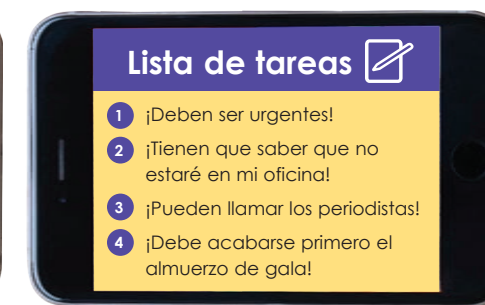 Lista de tareas
1 ¡Deben ser urgentes!
2 ¡Tienen que saber que no
estaré en mi oficina!
3 ¡Pueden llamar los periodistas!
4 ¡Debe acabarse primero el
almuerzo de gala!